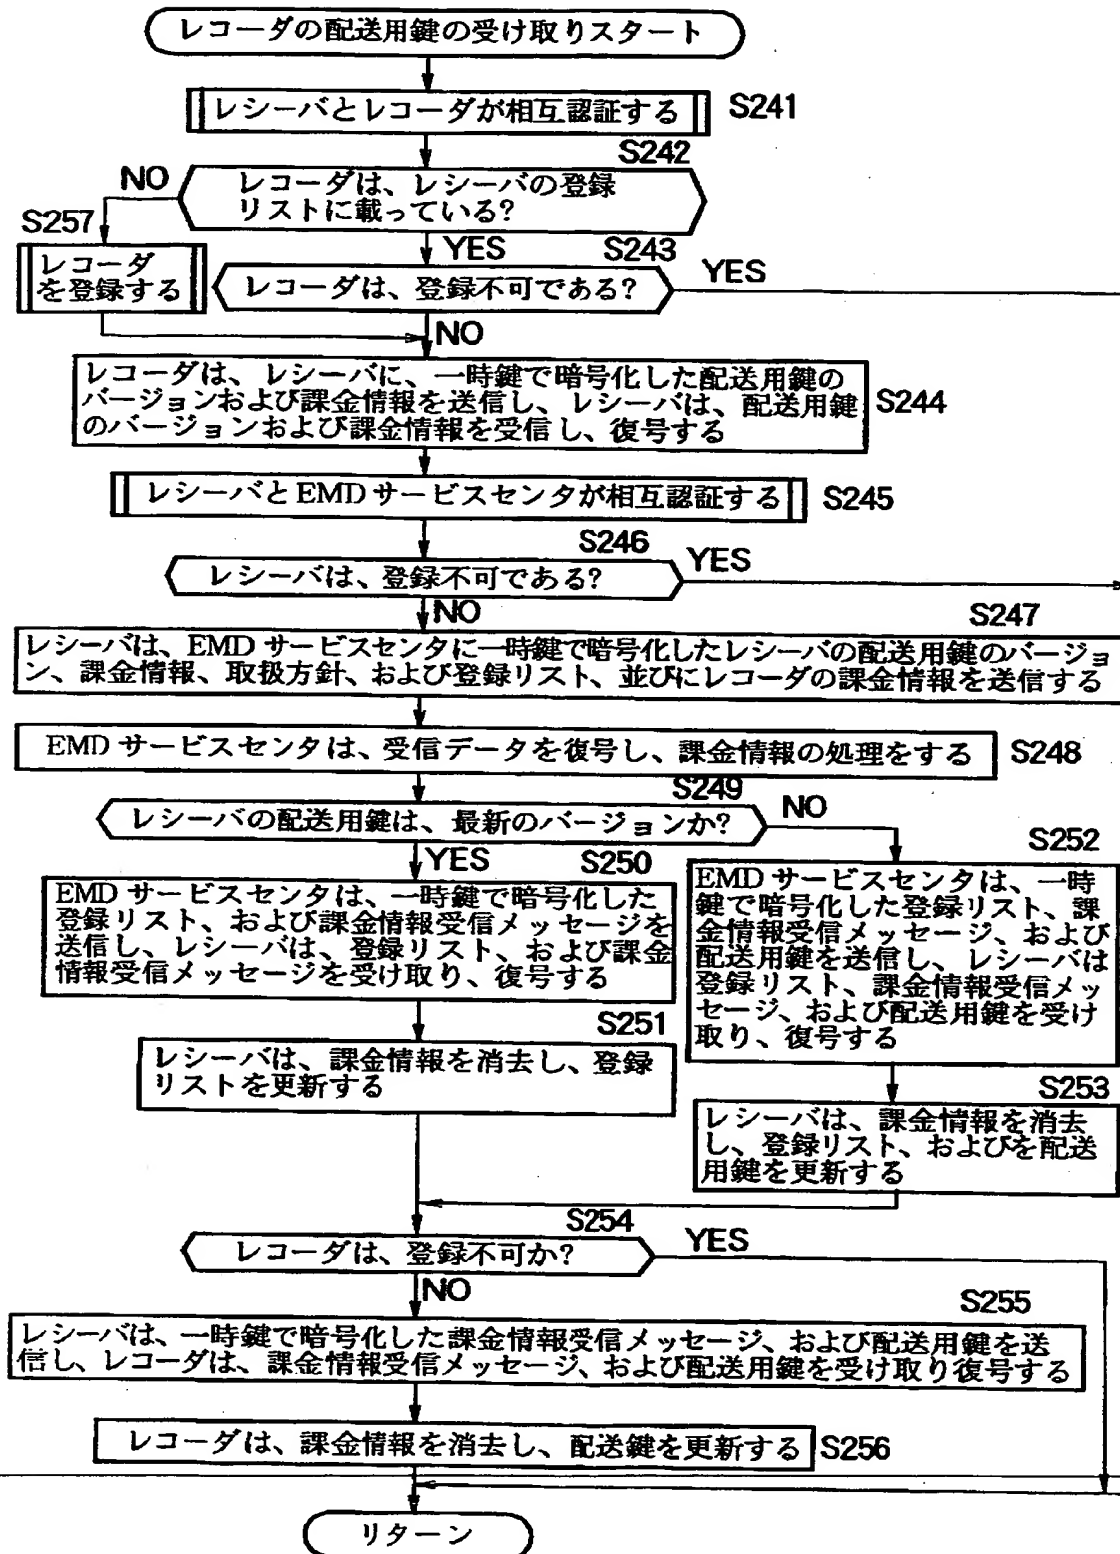 レコーダの配送用鍵の受け取りスタート
レシーバとレコーダが相互認証する
S241
S242
NO
レコーダは、レシーバの登録
リストに載っている?
S257
YES
S243
レコーダ
を登録する
レコーダは、登録不可である?
YES
NO
レコーダは、レシーバに、一時鍵で暗号化した配送用鍵の
バージョンおよび課金情報を送信し、レシーバは、配送用鍵
のバージョンおよび課金情報を受信し、復号する
S244
レシーバとEMDサービスセンタが相互認証する
S245
S246
レシーバは、登録不可である?
YES
NO
S247
レシーバは、EMDサービスセンタに一時鍵で暗号化したレシーバの配送用鍵のバージョ
ン、課金情報、取扱方針、および登録リスト、並びにレコーダの課金情報を送信する
EMDサービスセンタは、受信データを復号し、課金情報の処理をする
S248
S249
レシーバの配送用鍵は、最新のバージョンか?
NO
YES
S250
EMDサービスセンタは、一時鍵で暗号化した
登録リスト、および課金情報受信メッセージを
送信し、レシーバは、登録リスト、および課金
情報受信メッセージを受け取り、復号する
S251
レシーバは、課金情報を消去し、登録
リストを更新する
S252
EMDサービスセンタは、一時
鍵で暗号化した登録リスト、課
金情報受信メッセージ、および
配送用鍵を送信し、レシーバは
登録リスト、課金情報受信メッ
セージ、および配送用鍵を受け
取り、復号する
S253
レシーバは、課金情報を消去
し、登録リスト、およびを配送
用鍵を更新する
S254
レコーダは、登録不可か?
YES
NO
S255
レシーバは、一時鍵で暗号化した課金情報受信メッセージ、および配送用鍵を送
信し、レコーダは、課金情報受信メッセージ、および配送用鍵を受け取り復号する
レコーダは、課金情報を消去し、配送鍵を更新する
S256
リターン